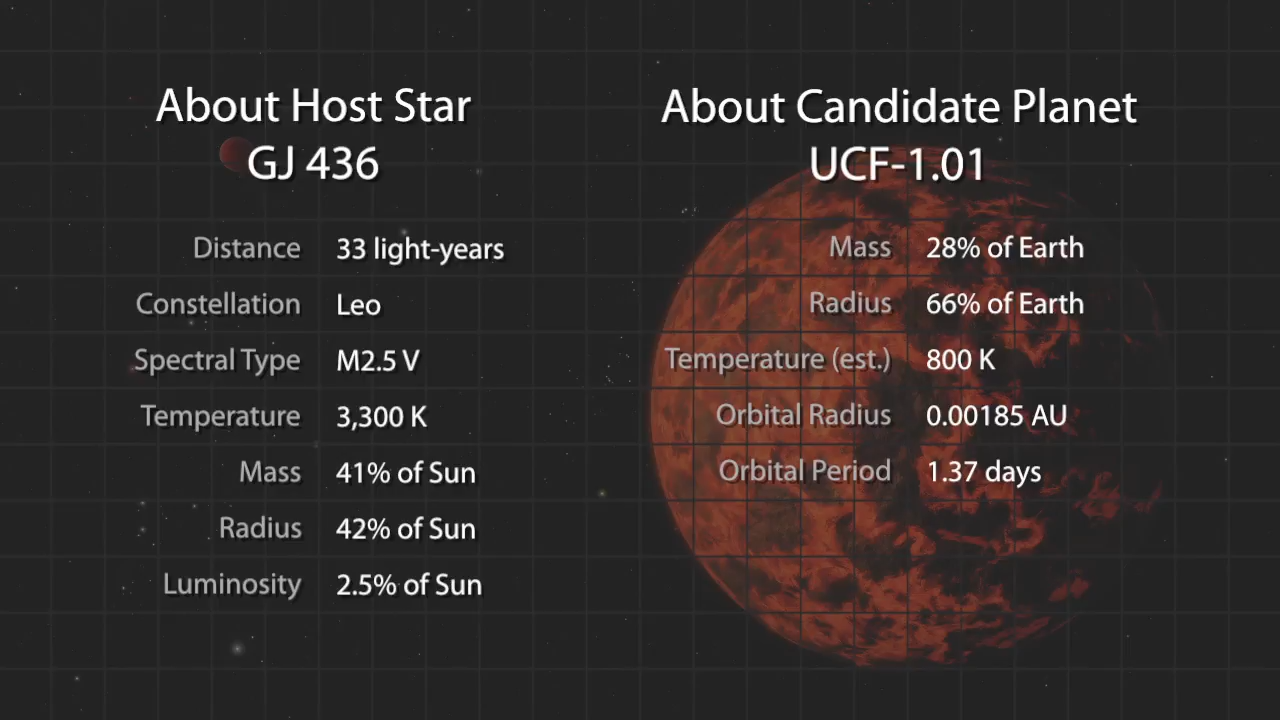 About Host Star
GJ 436
Distance 33 light-years
Constellation Leo
Spectral Type M2.5 V
Temperature 3,300 K
Mass 41% of Sun
Radius 42% of Sun
Luminosity 2.5% of Sun
About Candidate Planet
UCF-1.01
Mass 28% of Earth
Radius 66% of Earth
Temperature (est.) 800 K
Orbital Radius 0.00185 AU
Orbital Period 1.37 days